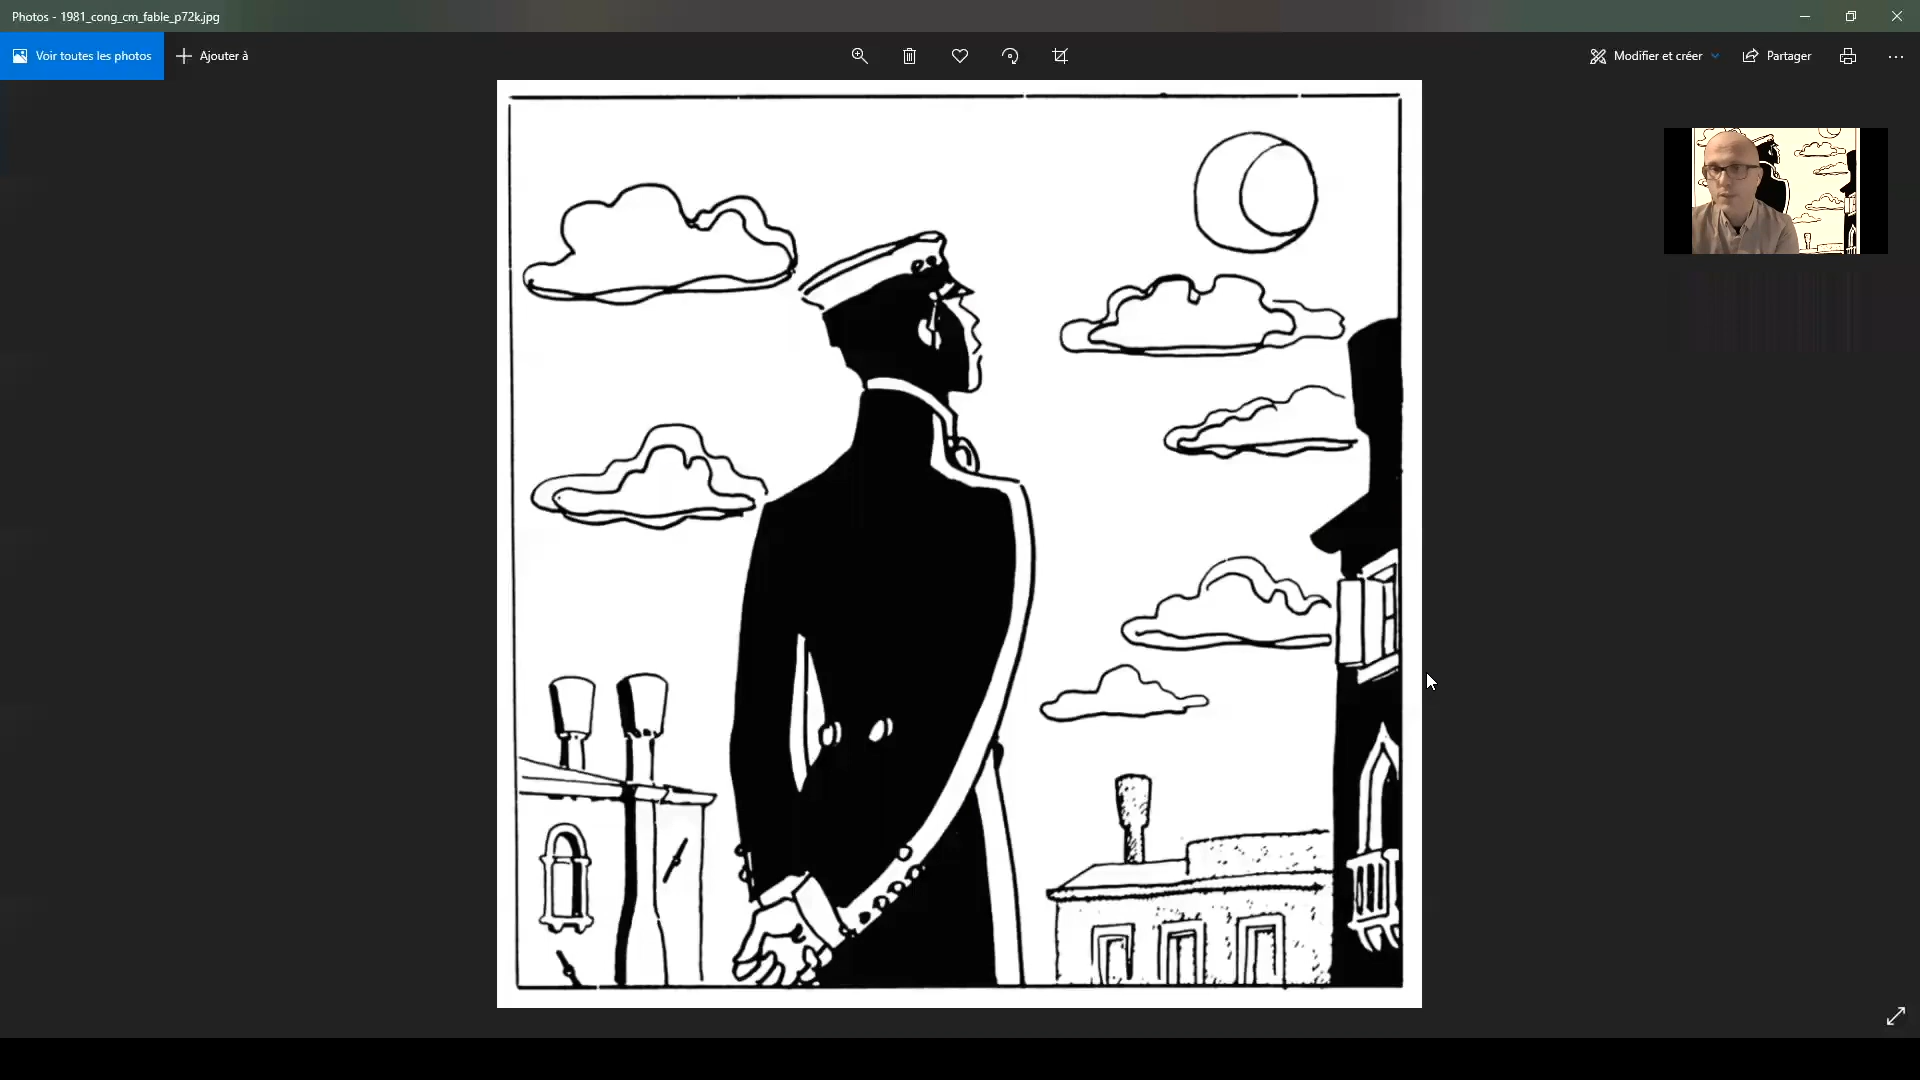 Photos - 1981_cong_cm_fable_p72k.jpg
Voir toutes les photos
Ajouter à
Modifier et créer
Partager